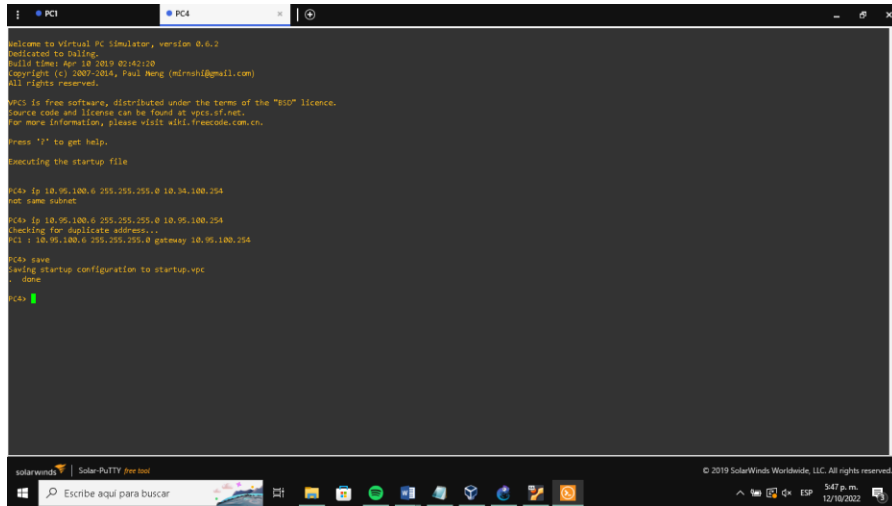 PC1
PC4
Welcome to Virtual PC Simulator, version 0.6.2
Dedicated to Daling.
Build time: Apr 10 2019 02:42:20
Copyright (c) 2007-2014, Paul Meng (mirnshi@gmail.com)
All rights reserved.
VPCS is free software, distributed under the terms of the "BSD" licence.
Source code and license can be found at vpcs.sf.net.
For more information, please visit wiki.freecode.com.cn.
Press '?' to get help.
Executing the startup file
PC4> ip 10.95.100.6 255.255.255.0 10.34.100.254
not same subnet
PC4> ip 10.95.100.6 255.255.255.0 10.95.100.254
Checking for duplicate address...
PC1 : 10.95.100.6 255.255.255.0 gateway 10.95.100.254
PC4> save
Saving startup configuration to startup.vpc
. done
PC4>
solarwinds | Solar-PuTTY free tool
© 2019 SolarWinds Worldwide, LLC. All rights reserved.
Escribe aquí para buscar
ESP
5:47 p. m.
12/10/2022
3